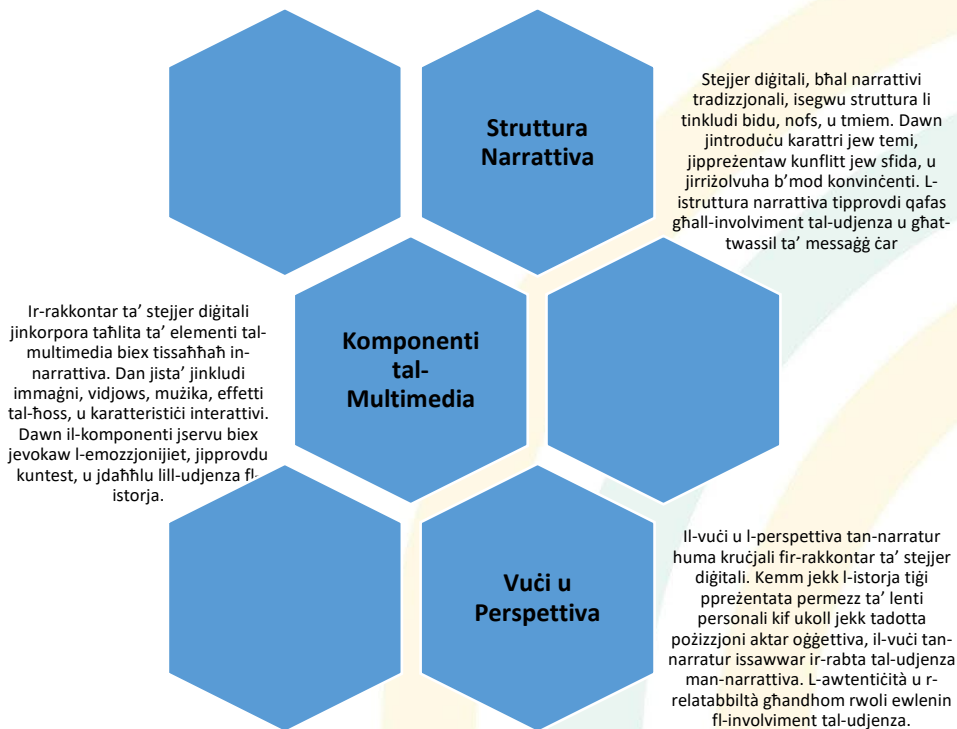 Struttura
Narrattiva
Stejjer diġitali, bħal narrattivi
tradizzjonali, isegwu struttura li
tinkludi bidu, nofs, u tmiem. Dawn
jintroduċu karattri jew temi,
jippreżentaw kunflitt jew sfida, u
jirriżolvuha b’mod konvinċenti. L-
istruttura narrattiva tipprovdi qafas
għall-involviment tal-udjenza u għat-
twassil ta’ messaġġ ċar
Ir-rakkontar ta’ stejjer diġitali
jinkorpora taħlita ta’ elementi tal-
multimedia biex tissaħħaħ in-
narrattiva. Dan jista’ jinkludi
immaġni, vidjows, mużika, effetti
tal-ħoss, u karatteristiċi interattivi.
Dawn il-komponenti jservu biex
jevokaw l-emozzjonijiet, jipprovdu
kuntest, u jdaħħlu lill-udjenza fl-
istorja.
Komponenti
tal-
Multimedia
Vuċi u
Perspettiva
Il-vuċi u l-perspettiva tan-narratur
huma kruċjali fir-rakkontar ta’ stejjer
diġitali. Kemm jekk l-istorja tiġi
ppreżentata permezz ta’ lenti
personali kif ukoll jekk tadotta
pożizzjoni aktar oġġettiva, il-vuċi tan-
narratur issawwar ir-rabta tal-udjenza
man-narrattiva. L-awtentiċità u r-
relatabbiltà għandhom rwoli ewlenin
fl-involviment tal-udjenza.